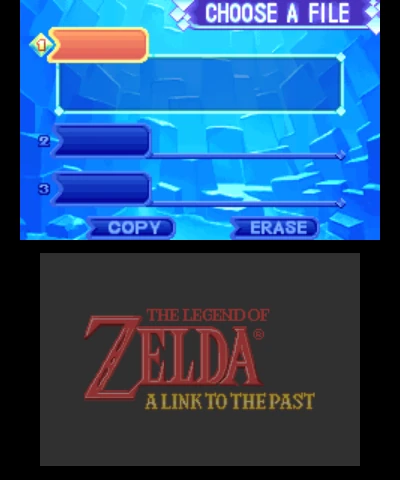 CHOOSE A FILE
1
2
3
COPY ERASE
THE LEGEND OF
ZELDA®
A LINK TO THE PAST